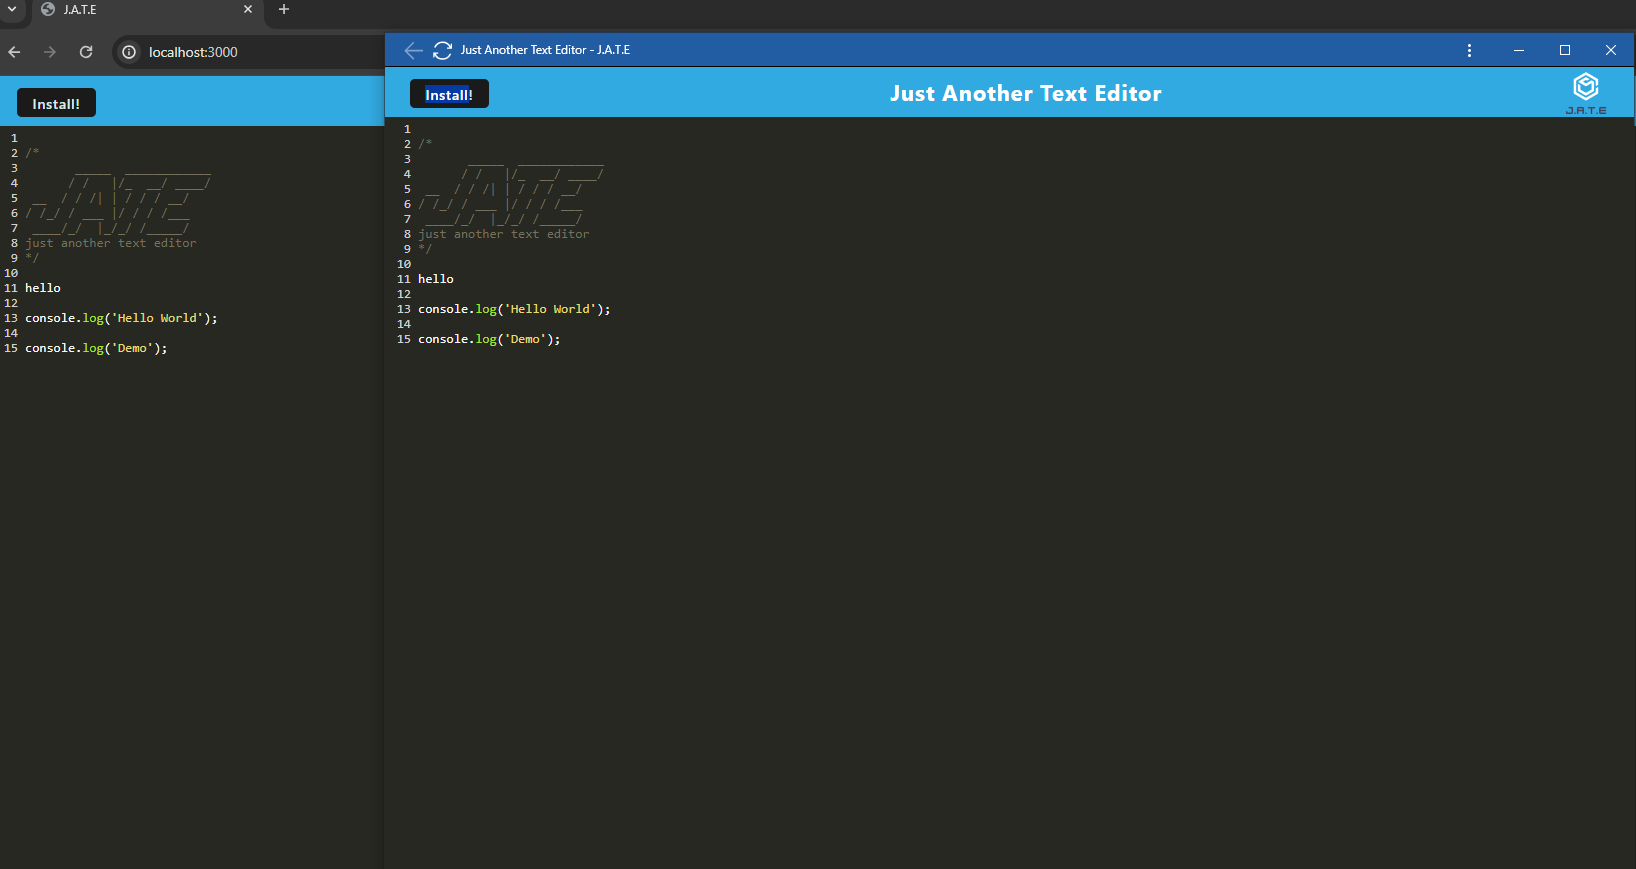 J.A.T.E
localhost:3000
Install!
1
2 /*
3         _____  ____________
4       / /   |/_  __/ ____/
5  __  / / /| | / / / __/
6 / /_/ / ___ |/ / / /___
7  ____/_/  |_/_/ /_____/
8 just another text editor
9 */
10
11 hello
12
13 console.log('Hello World');
14
15 console.log('Demo');
Just Another Text Editor - J.A.T.E
Install!
Just Another Text Editor
J.A.T.E
1
2 /*
3         _____  ____________
4       / /   |/_  __/ ____/
5  __  / / /| | / / / __/
6 / /_/ / ___ |/ / / /___
7  ____/_/  |_/_/ /_____/
8 just another text editor
9 */
10
11 hello
12
13 console.log('Hello World');
14
15 console.log('Demo');